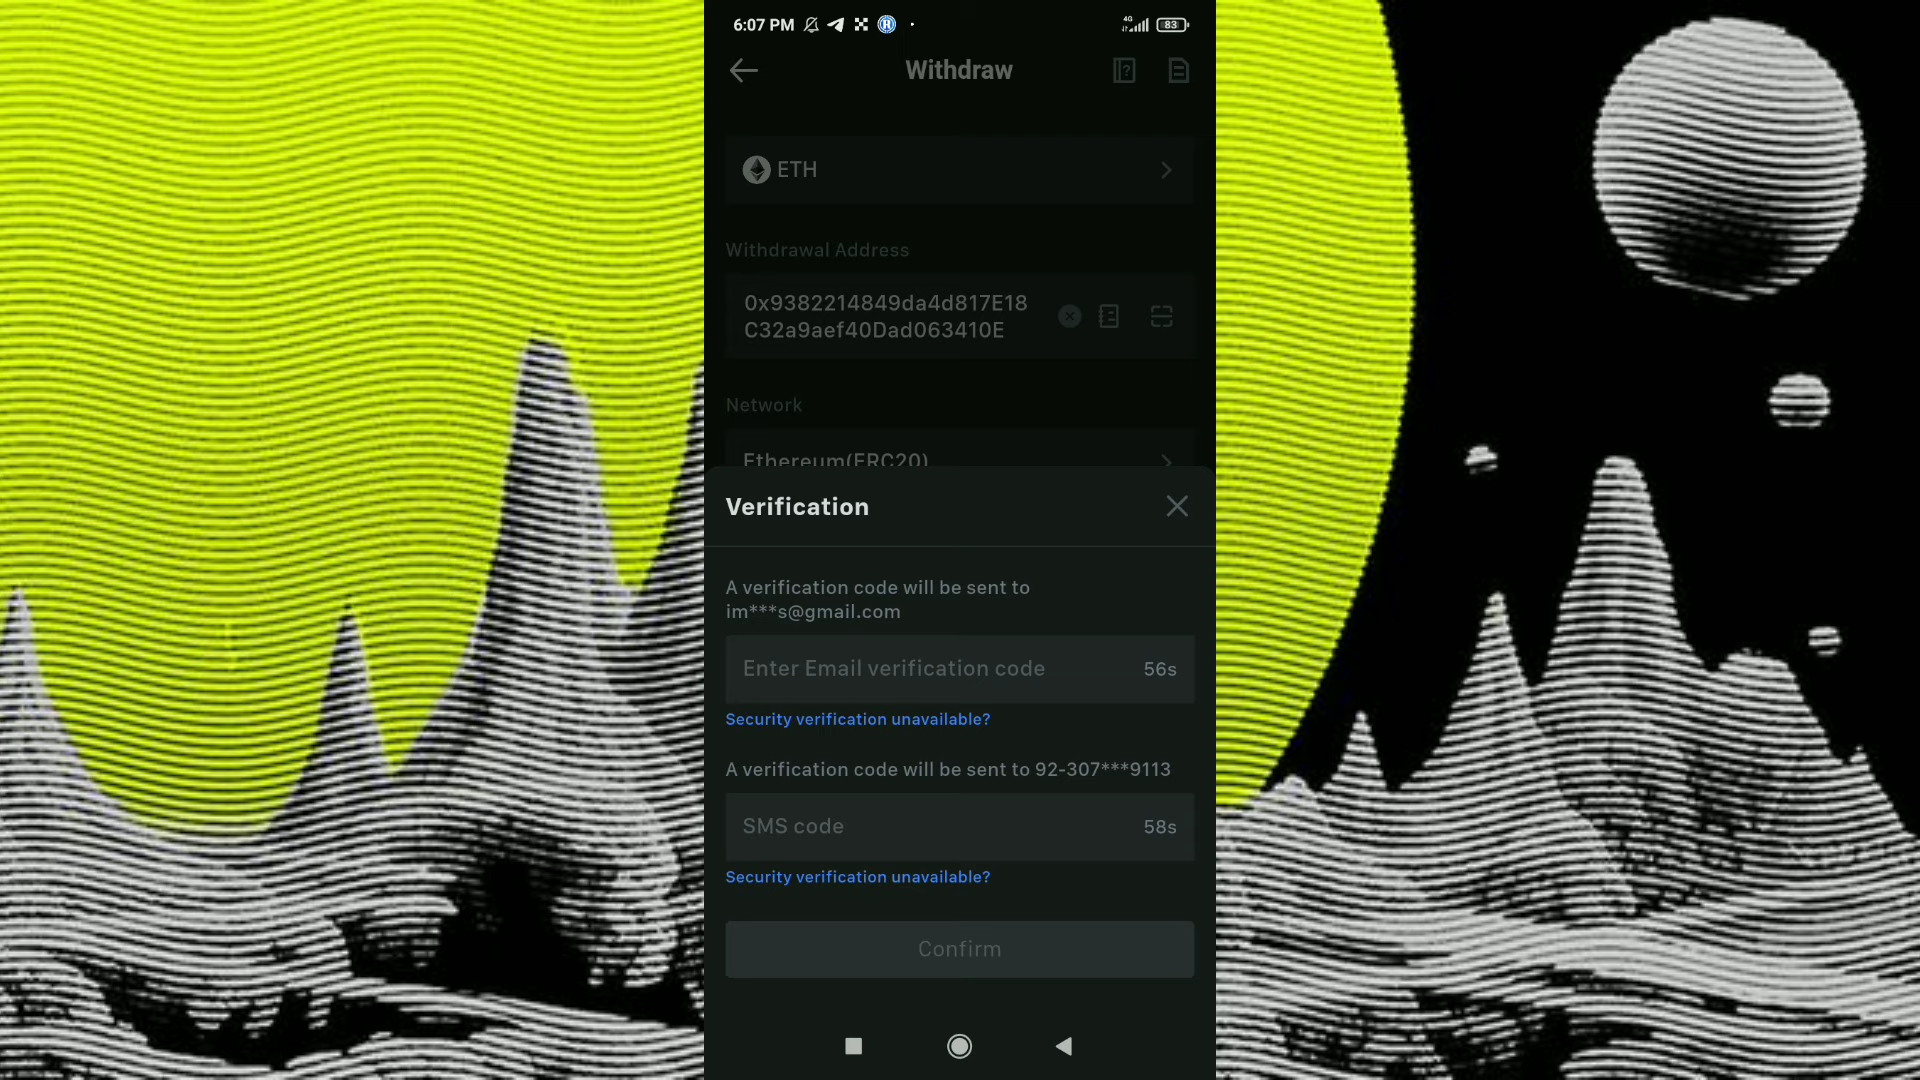 6:07 PM
4G
83
Withdraw
ETH
Withdrawal Address
0x9382214849da4d817E18
C32a9aef40Dad063410E
Network
Ethereum(ERC20)
Verification
A verification code will be sent to
im***s@gmail.com
Enter Email verification code 56s
Security verification unavailable?
A verification code will be sent to 92-307***9113
SMS code 58s
Security verification unavailable?
Confirm